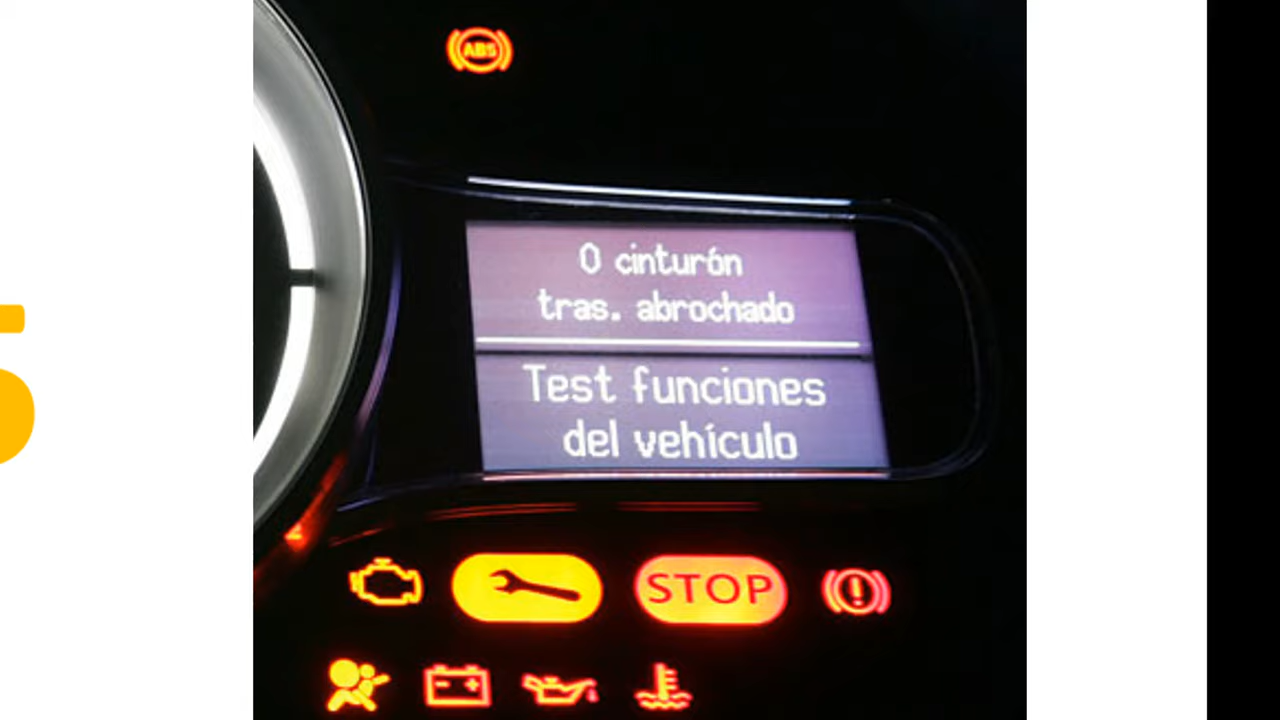 ABS
0 cinturón
tras. abrochado
Test funciones
del vehículo
STOP